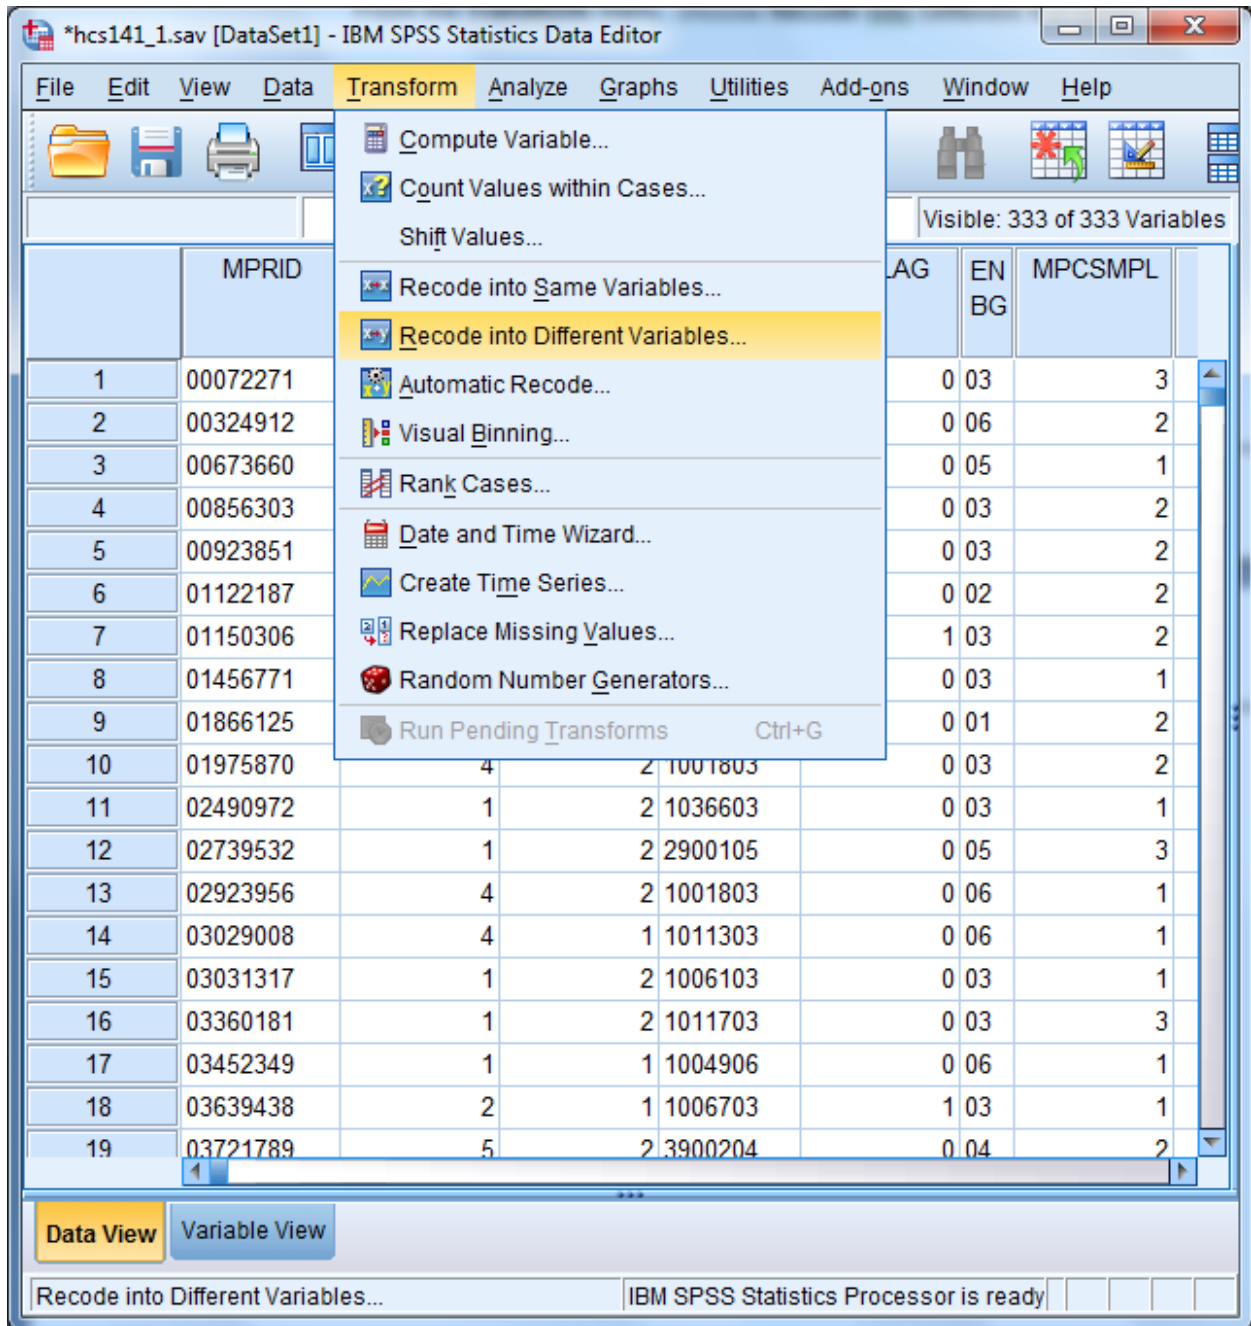 *hcs141_1.sav [DataSet1] - IBM SPSS Statistics Data Editor
File Edit View Data Transform Analyze Graphs Utilities Add-ons Window Help
Compute Variable...
Count Values within Cases...
Shift Values...
Recode into Same Variables...
Recode into Different Variables...
Automatic Recode...
Visual Binning...
Rank Cases...
Date and Time Wizard...
Create Time Series...
Replace Missing Values...
Random Number Generators...
Run Pending Transforms Ctrl+G
Visible: 333 of 333 Variables
MPRID LAG EN BG MPCSMPL
1 00072271 0 03 3
2 00324912 0 06 2
3 00673660 0 05 1
4 00856303 0 03 2
5 00923851 0 03 2
6 01122187 0 02 2
7 01150306 1 03 2
8 01456771 0 03 1
9 01866125 0 01 2
10 01975870 4 2 1001803 0 03 2
11 02490972 1 2 1036603 0 03 1
12 02739532 1 2 2900105 0 05 3
13 02923956 4 2 1001803 0 06 1
14 03029008 4 1 1011303 0 06 1
15 03031317 1 2 1006103 0 03 1
16 03360181 1 2 1011703 0 03 3
17 03452349 1 1 1004906 0 06 1
18 03639438 2 1 1006703 1 03 1
19 03721789 5 2 3900204 0 04 2
Data View Variable View
Recode into Different Variables... IBM SPSS Statistics Processor is ready